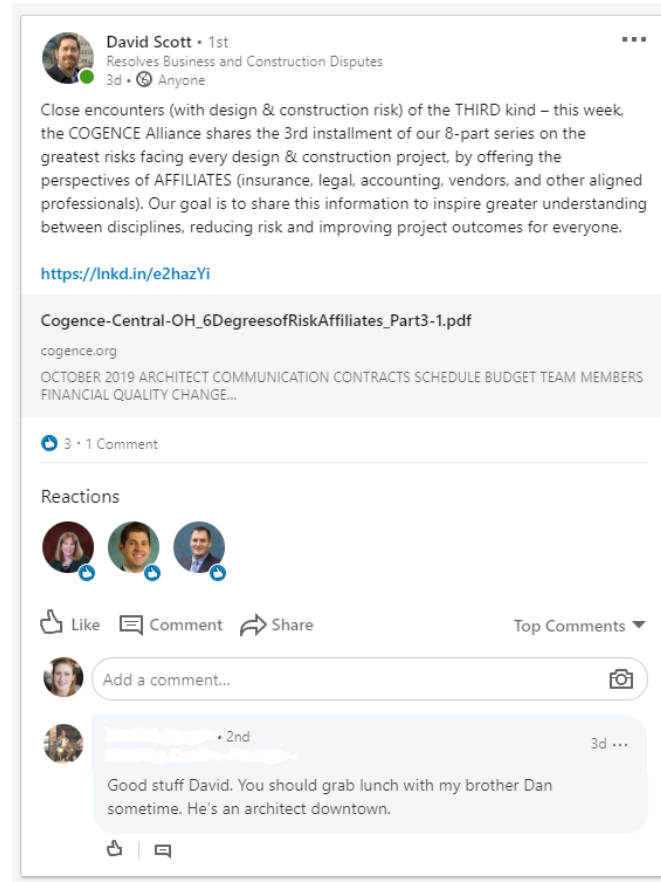 David Scott • 1st
Resolves Business and Construction Disputes
3d • Anyone
Close encounters (with design & construction risk) of the THIRD kind – this week,
the COGENCE Alliance shares the 3rd installment of our 8-part series on the
greatest risks facing every design & construction project, by offering the
perspectives of AFFILIATES (insurance, legal, accounting, vendors, and other aligned
professionals). Our goal is to share this information to inspire greater understanding
between disciplines, reducing risk and improving project outcomes for everyone.
https://lnkd.in/e2hazYi
Cogence-Central-OH_6DegreesofRiskAffiliates_Part3-1.pdf
cogence.org
OCTOBER 2019 ARCHITECT COMMUNICATION CONTRACTS SCHEDULE BUDGET TEAM MEMBERS
FINANCIAL QUALITY CHANGE...
3 • 1 Comment
Reactions
Like Comment Share Top Comments
Add a comment...
• 2nd
3d
Good stuff David. You should grab lunch with my brother Dan
sometime. He's an architect downtown.